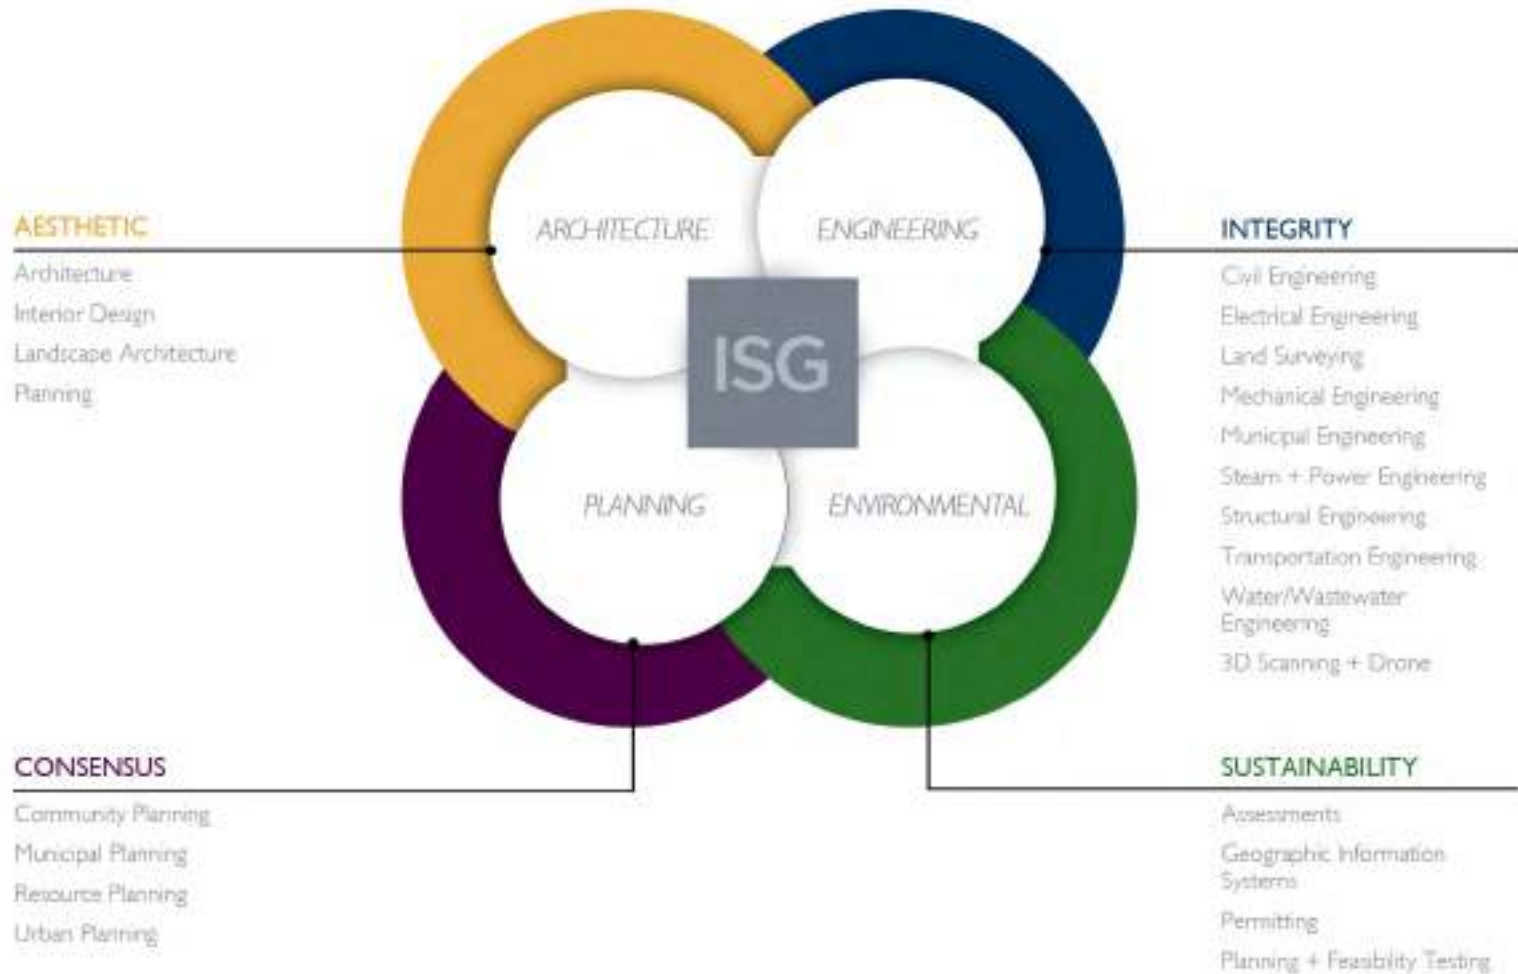 ARCHITECTURE
ENGINEERING
ISG
PLANNING
ENVIRONMENTAL
AESTHETIC
Architecture
Interior Design
Landscape Architecture
Planning
INTEGRITY
Civil Engineering
Electrical Engineering
Land Surveying
Mechanical Engineering
Municipal Engineering
Steam + Power Engineering
Structural Engineering
Transportation Engineering
Water/Wastewater
Engineering
3D Scanning + Drone
CONSENSUS
Community Planning
Municipal Planning
Resource Planning
Urban Planning
SUSTAINABILITY
Assessments
Geographic Information
Systems
Permitting
Planning + Feasibility Testing